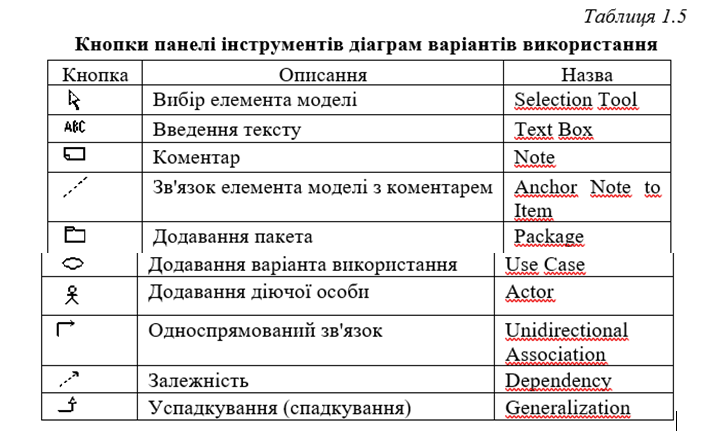 Таблиця 1.5
Кнопки панелі інструментів діаграм варіантів використання
Кнопка Описання Назва
Вибір елемента моделі Selection Tool
ABC Введення тексту Text Box
Коментар Note
Зв'язок елемента моделі з коментарем Anchor Note to
Item
Додавання пакета Package
Додавання варіанта використання Use Case
Додавання діючої особи Actor
Односпрямований зв'язок Unidirectional
Association
Залежність Dependency
Успадкування (спадкування) Generalization